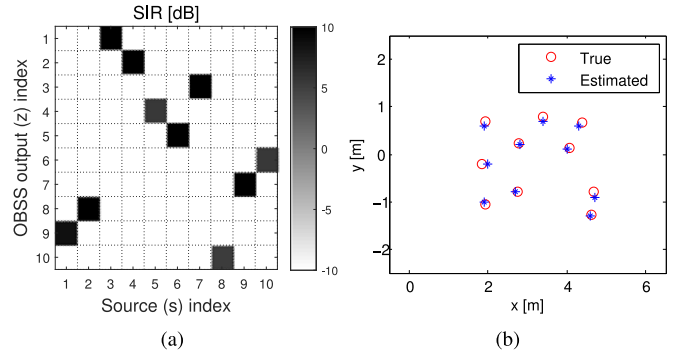 SIR [dB]
OBSS output (z) index
1
2
3
4
5
6
7
8
9
10
1 2 3 4 5 6 7 8 9 10
Source (s) index
10
5
0
-5
-10
(a)
True
Estimated
y [m]
2
1
0
−1
−2
0 2 4 6
x [m]
(b)